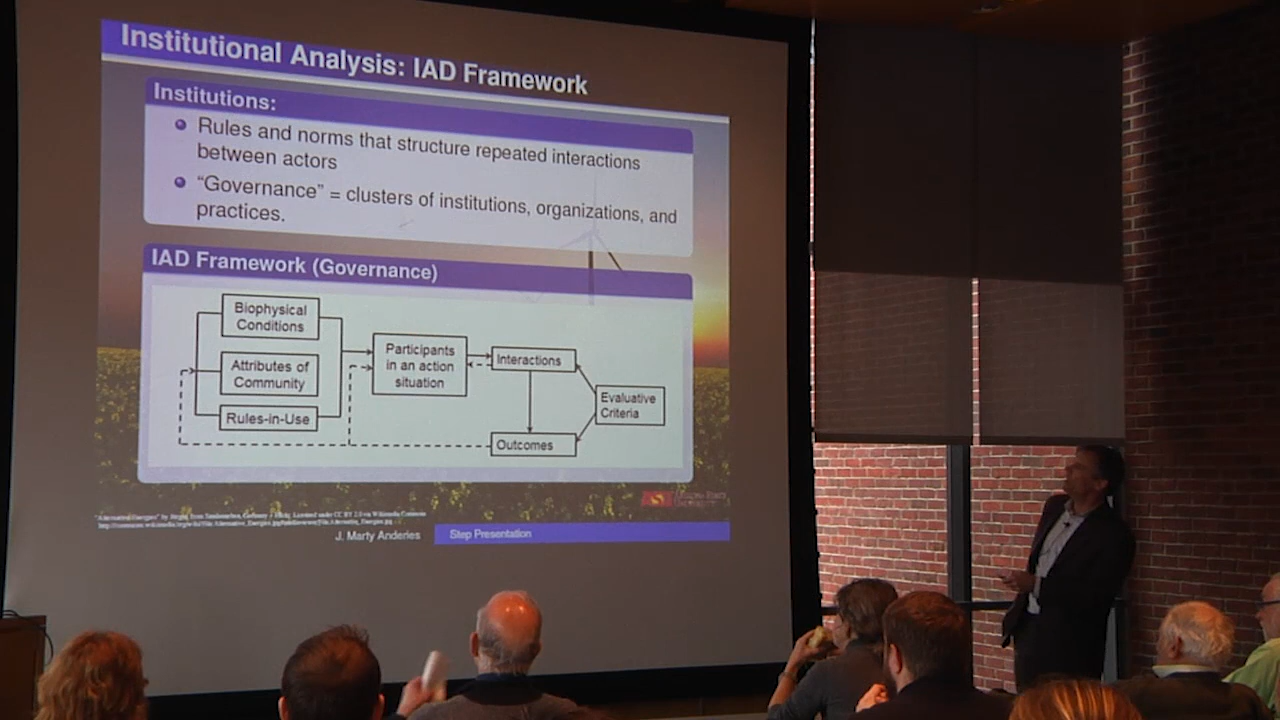 Institutional Analysis: IAD Framework
Institutions:
Rules and norms that structure repeated interactions
between actors
“Governance” = clusters of institutions, organizations, and
practices.
IAD Framework (Governance)
Biophysical
Conditions
Attributes of
Community
Rules-in-Use
Participants
in an action
situation
Interactions
Evaluative
Criteria
Outcomes
J. Marty Anderies
Step Presentation